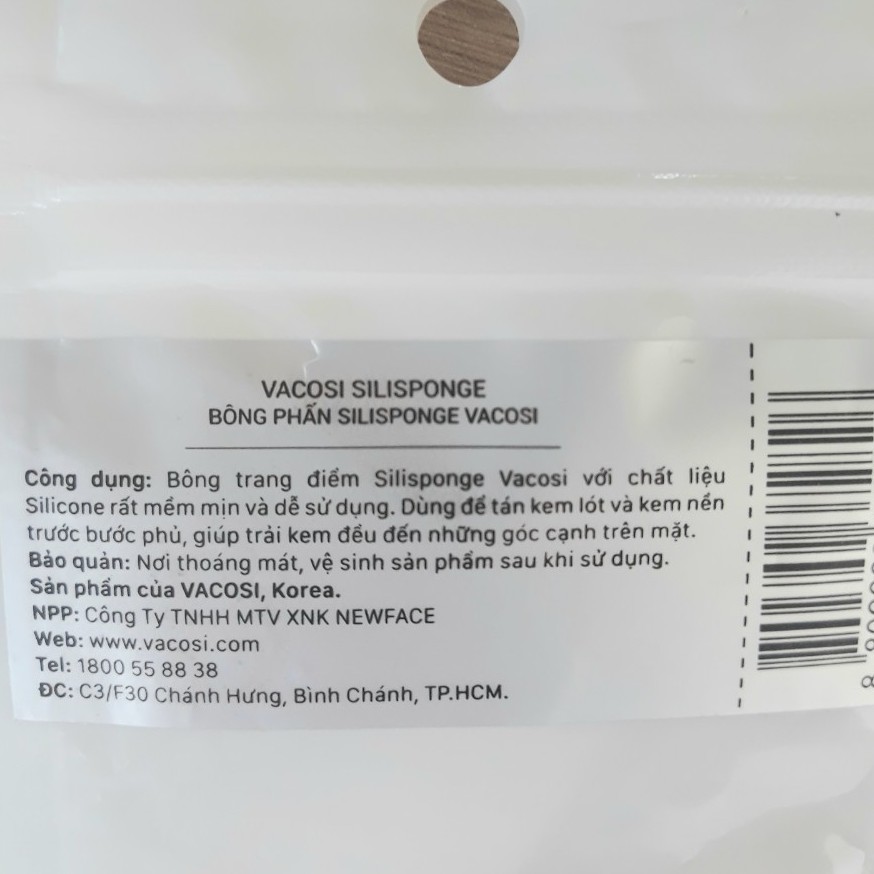 VACOSI SILISPONGE
BÔNG PHẤN SILISPONGE VACOSI
Công dụng: Bông trang điểm Silisponge Vacosi với chất liệu
Silicone rất mềm mịn và dễ sử dụng. Dùng để tán kem lót và kem nền
trước bước phủ, giúp trải kem đều đến những góc cạnh trên mặt.
Bảo quản: Nơi thoáng mát, vệ sinh sản phẩm sau khi sử dụng.
Sản phẩm của VACOSI, Korea.
NPP: Công Ty TNHH MTV XNK NEWFACE
Web: www.vacosi.com
Tel: 1800 55 88 38
ĐC: C3/F30 Chánh Hưng, Bình Chánh, TP.HCM.